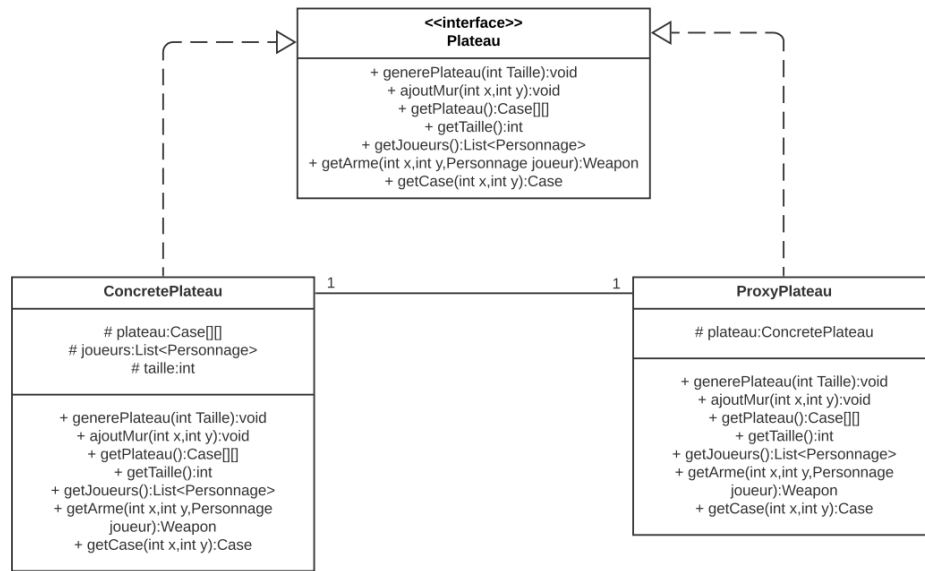 <<interface>>
Plateau
+ generePlateau(int Taille):void
+ ajoutMur(int x,int y):void
+ getPlateau():Case[][]
+ getTaille():int
+ getJoueurs():List<Personnage>
+ getArme(int x,int y,Personnage joueur):Weapon
+ getCase(int x,int y):Case
1
1
ConcretePlateau
# plateau:Case[][]
# joueurs:List<Personnage>
# taille:int
+ generePlateau(int Taille):void
+ ajoutMur(int x,int y):void
+ getPlateau():Case[][]
+ getTaille():int
+ getJoueurs():List<Personnage>
+ getArme(int x,int y,Personnage
joueur):Weapon
+ getCase(int x,int y):Case
ProxyPlateau
# plateau:ConcretePlateau
+ generePlateau(int Taille):void
+ ajoutMur(int x,int y):void
+ getPlateau():Case[][]
+ getTaille():int
+ getJoueurs():List<Personnage>
+ getArme(int x,int y,Personnage
joueur):Weapon
+ getCase(int x,int y):Case